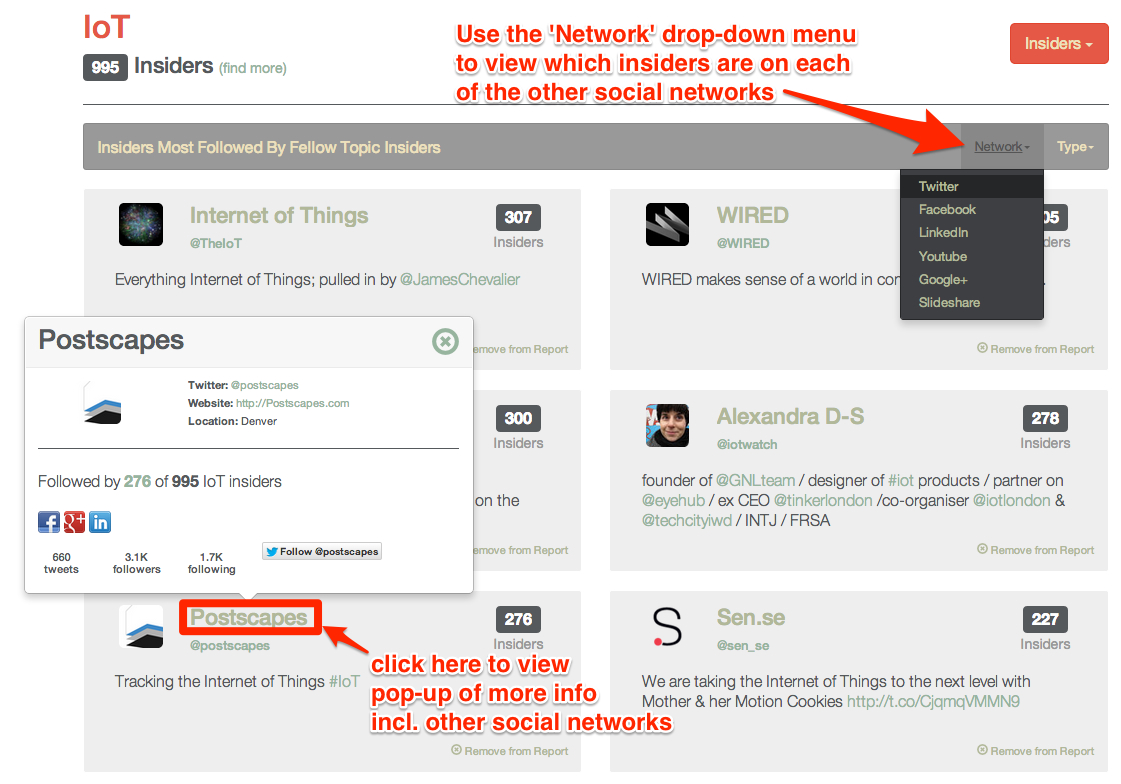 IoT
995 Insiders (find more)
Use the 'Network' drop-down menu
to view which insiders are on each
of the other social networks
Insiders
Insiders Most Followed By Fellow Topic Insiders
Network
Type
Twitter
Facebook
LinkedIn
Youtube
Google+
Slideshare
Internet of Things
@TheIoT
307
Insiders
Everything Internet of Things; pulled in by @JamesChevalier
emove from Report
WIRED
@WIRED
05
ders
WIRED makes sense of a world in con
Remove from Report
Postscapes
Twitter: @postscapes
Website: http://Postscapes.com
Location: Denver
Followed by 276 of 995 IoT insiders
660
tweets
3.1K
followers
1.7K
following
Follow @postscapes
300
Insiders
on the
emove from Report
Alexandra D-S
@iotwatch
278
Insiders
founder of @GNLteam / designer of #iot products / partner on
@eyehub / ex CEO @tinkerlondon /co-organiser @iotlondon &
@techcityiwd / INTJ / FRSA
Remove from Report
Postscapes
@postscapes
276
Insiders
Tracking the Internet of Things #IoT
click here to view
pop-up of more info
incl. other social networks
Remove from Report
Sen.se
@sen_se
227
Insiders
We are taking the Internet of Things to the next level with
Mother & her Motion Cookies http://t.co/CjqmqVMMN9
Remove from Report